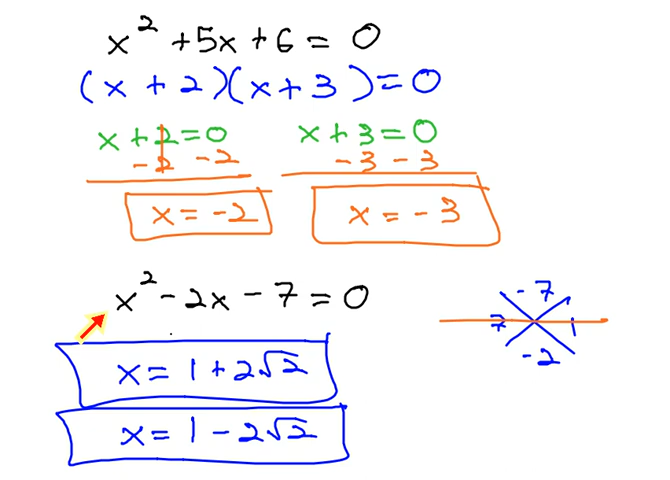 x² + 5x + 6 = 0
(x + 2)(x + 3) = 0
x + 2 = 0 x + 3 = 0
- 2 - 2 - 3 - 3
x = -2 x = -3
x² - 2x - 7 = 0
x = 1 + 2√2
x = 1 - 2√2
-7
7 1
-2